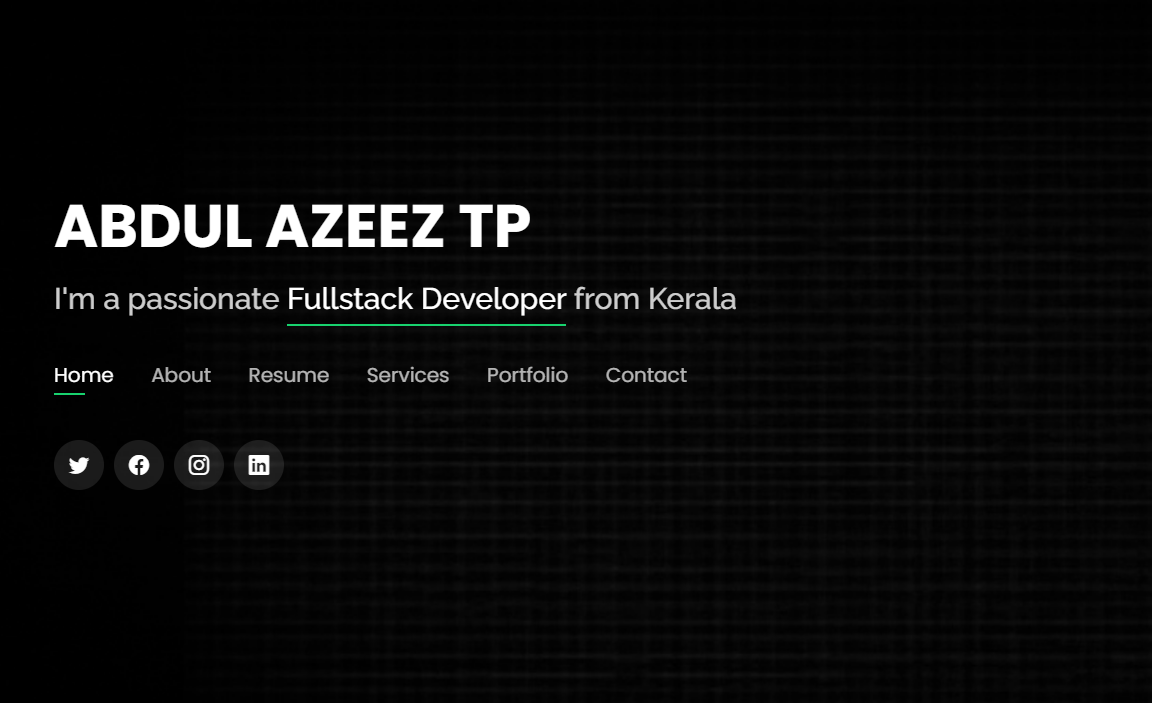 ABDUL AZEEZ TP
I'm a passionate Fullstack Developer from Kerala
Home About Resume Services Portfolio Contact